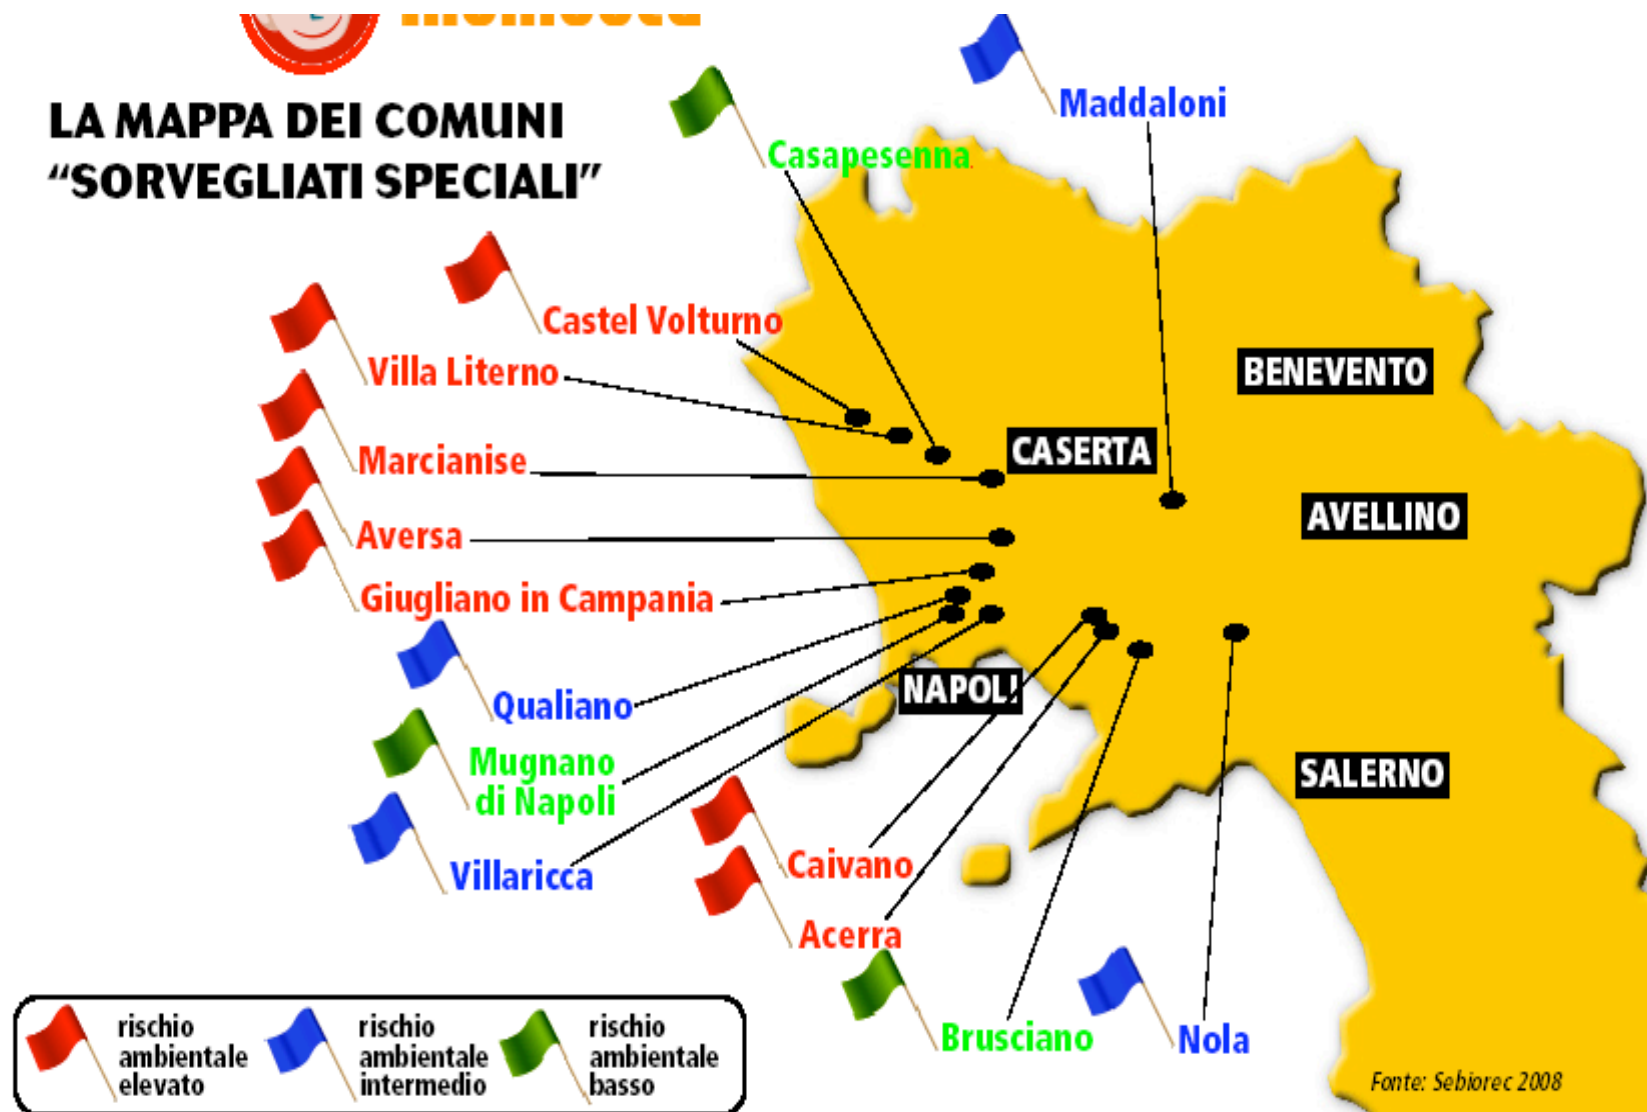 LA MAPPA DEI COMUNI
“SORVEGLIATI SPECIALI”
Maddaloni
Casapesenna
Castel Volturno
Villa Literno
Marcianise
Aversa
Giugliano in Campania
Qualiano
Mugnano
di Napoli
Villaricca
Caivano
Acerra
Brusciano
Nola
BENEVENTO
CASERTA
AVELLINO
NAPOLI
SALERNO
rischio
ambientale
elevato
rischio
ambientale
intermedio
rischio
ambientale
basso
Fonte: Sebiorec 2008